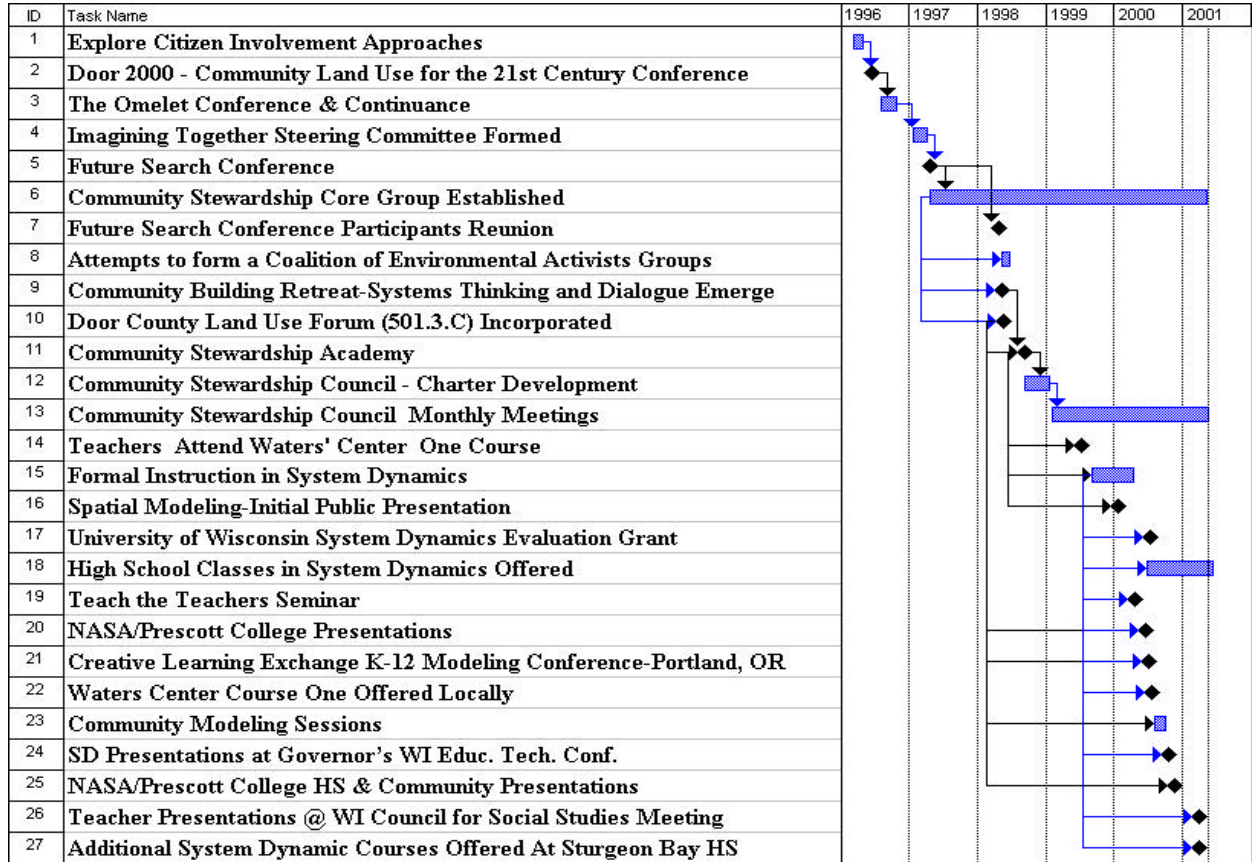 ID Task Name 1996 1997 1998 1999 2000 2001
1 Explore Citizen Involvement Approaches
2 Door 2000 - Community Land Use for the 21st Century Conference
3 The Omelet Conference & Continuance
4 Imagining Together Steering Committee Formed
5 Future Search Conference
6 Community Stewardship Core Group Established
7 Future Search Conference Participants Reunion
8 Attempts to form a Coalition of Environmental Activists Groups
9 Community Building Retreat-Systems Thinking and Dialogue Emerge
10 Door County Land Use Forum (501.3.C) Incorporated
11 Community Stewardship Academy
12 Community Stewardship Council - Charter Development
13 Community Stewardship Council Monthly Meetings
14 Teachers Attend Waters' Center One Course
15 Formal Instruction in System Dynamics
16 Spatial Modeling-Initial Public Presentation
17 University of Wisconsin System Dynamics Evaluation Grant
18 High School Classes in System Dynamics Offered
19 Teach the Teachers Seminar
20 NASA/Prescott College Presentations
21 Creative Learning Exchange K-12 Modeling Conference-Portland, OR
22 Waters Center Course One Offered Locally
23 Community Modeling Sessions
24 SD Presentations at Governor's WI Educ. Tech. Conf.
25 NASA/Prescott College HS & Community Presentations
26 Teacher Presentations @ WI Council for Social Studies Meeting
27 Additional System Dynamic Courses Offered At Sturgeon Bay HS